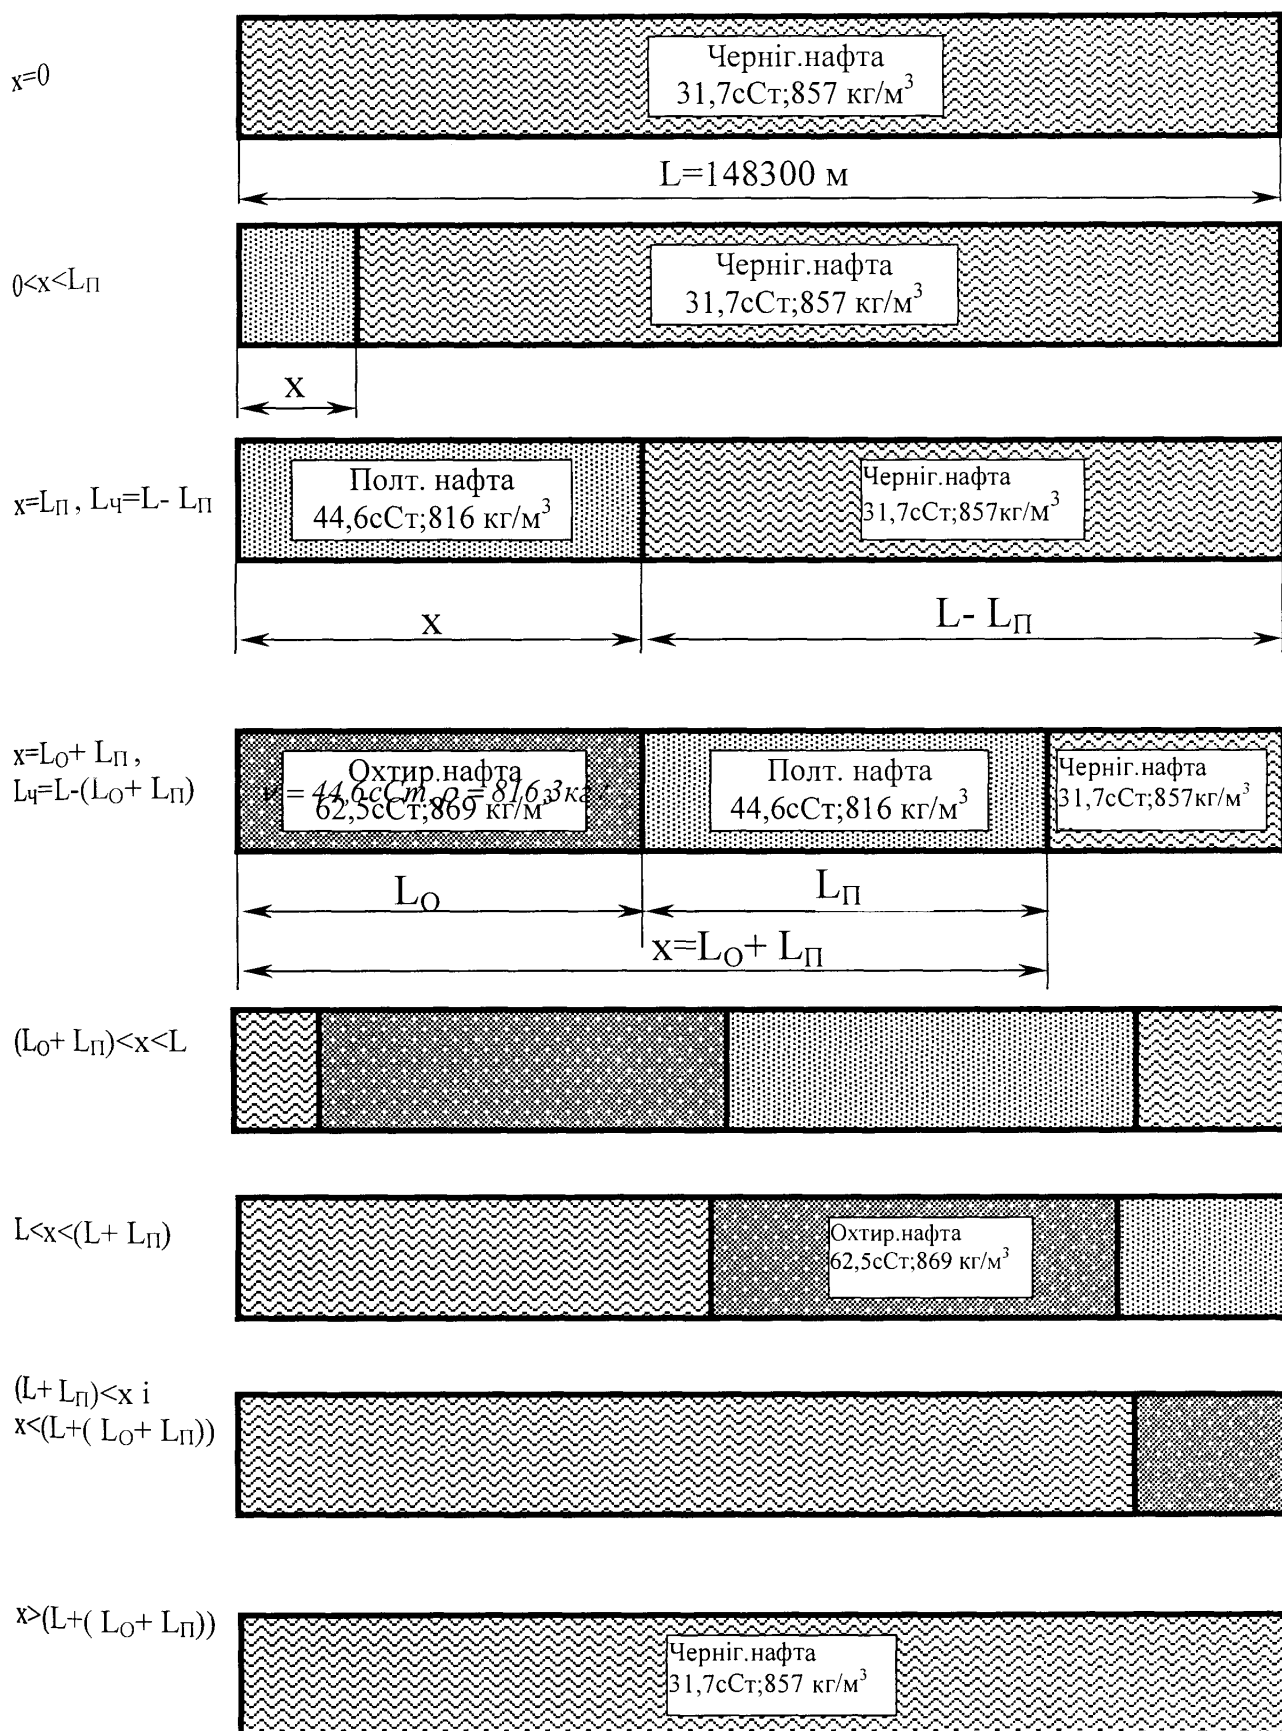 x=0
Черніг.нафта
31,7сСт;857 кг/м³
L=148300 м
0<x<LП
Черніг.нафта
31,7сСт;857 кг/м³
x
x=LП , LЧ=L- LП
Полт. нафта
44,6сСт;816 кг/м³
Черніг.нафта
31,7сСт;857кг/м³
x
L- LП
x=LО+ LП ,
LЧ=L-(LО+ LП)
Охтир.нафта
ν = 44,6сСт, ρ = 816,3кг
62,5сСт;869 кг/м³
Полт. нафта
44,6сСт;816 кг/м³
Черніг.нафта
31,7сСт;857кг/м³
LО
LП
x=LО+ LП
(LО+ LП)<x<L
L<x<(L+ LП)
Охтир.нафта
62,5сСт;869 кг/м³
(L+ LП)<x і
x<(L+( LО+ LП))
x>(L+( LО+ LП))
Черніг.нафта
31,7сСт;857 кг/м³